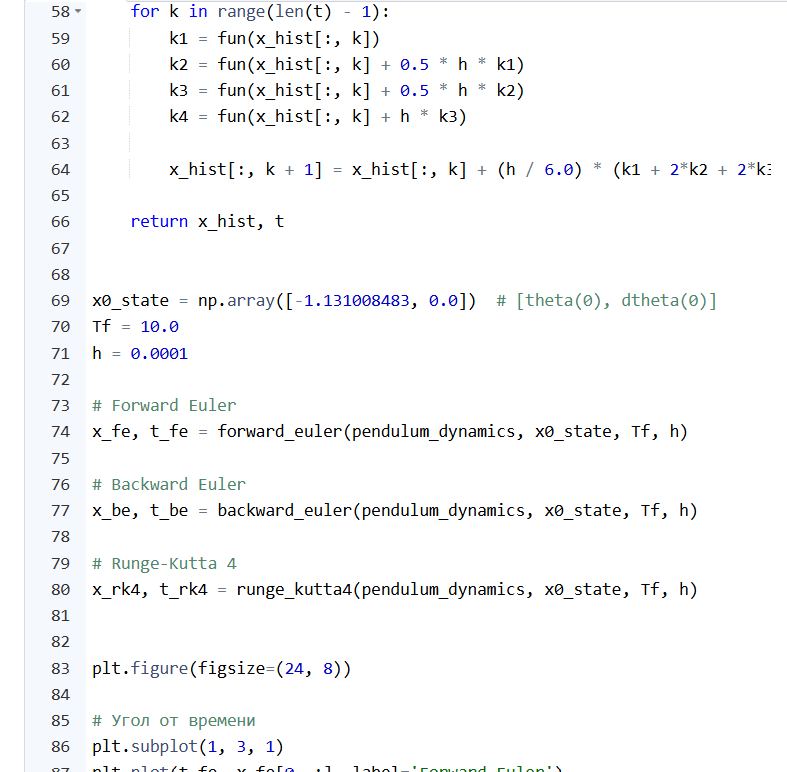 58 for k in range(len(t) - 1):
59 k1 = fun(x_hist[:, k])
60 k2 = fun(x_hist[:, k] + 0.5 * h * k1)
61 k3 = fun(x_hist[:, k] + 0.5 * h * k2)
62 k4 = fun(x_hist[:, k] + h * k3)
63
64 x_hist[:, k + 1] = x_hist[:, k] + (h / 6.0) * (k1 + 2*k2 + 2*k3
65
66 return x_hist, t
67
68
69 x0_state = np.array([-1.131008483, 0.0]) # [theta(0), dtheta(0)]
70 Tf = 10.0
71 h = 0.0001
72
73 # Forward Euler
74 x_fe, t_fe = forward_euler(pendulum_dynamics, x0_state, Tf, h)
75
76 # Backward Euler
77 x_be, t_be = backward_euler(pendulum_dynamics, x0_state, Tf, h)
78
79 # Runge-Kutta 4
80 x_rk4, t_rk4 = runge_kutta4(pendulum_dynamics, x0_state, Tf, h)
81
82
83 plt.figure(figsize=(24, 8))
84
85 # Угол от времени
86 plt.subplot(1, 3, 1)
87 plt.plot(t_fe, x_fe[0, :], label='Forward Euler')